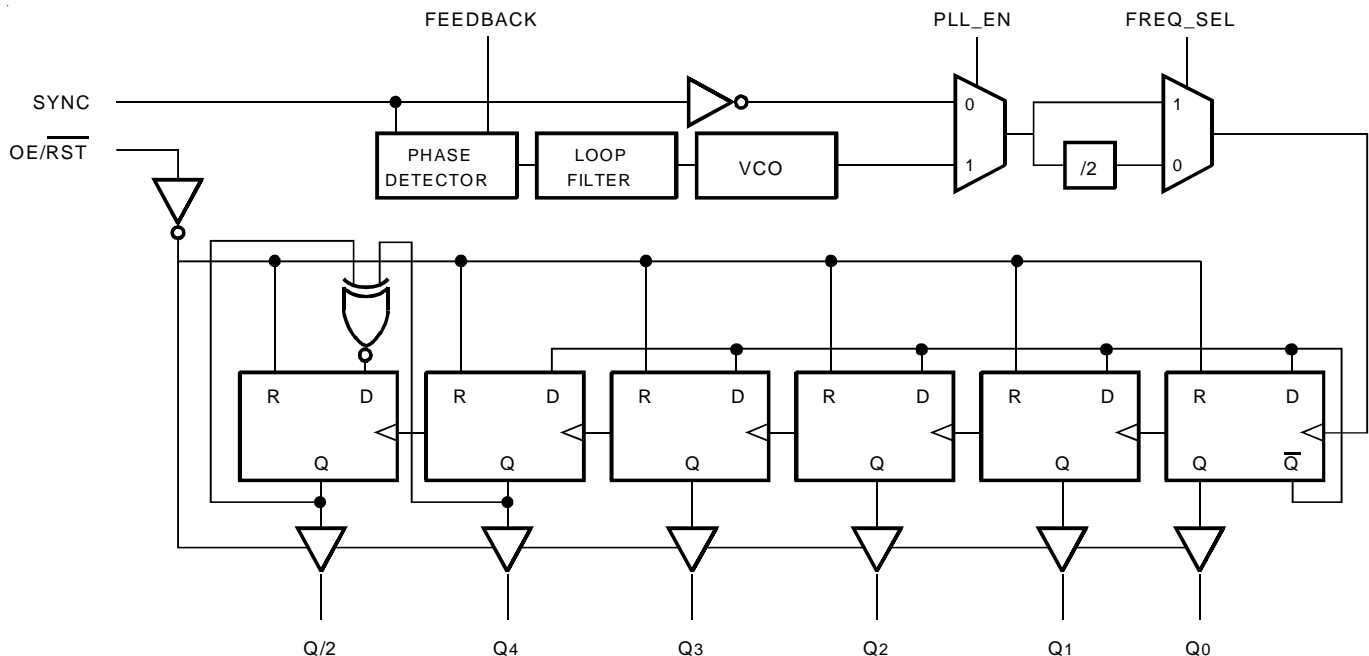 FEEDBACK
PLL_EN
FREQ_SEL
SYNC
0
1
OE/RST
PHASE
DETECTOR
LOOP
FILTER
VCO
1
/2
0
R D
R D
R D
R D
R D
R D
Q
Q
Q
Q
Q
Q Q
Q/2
Q4
Q3
Q2
Q1
Q0